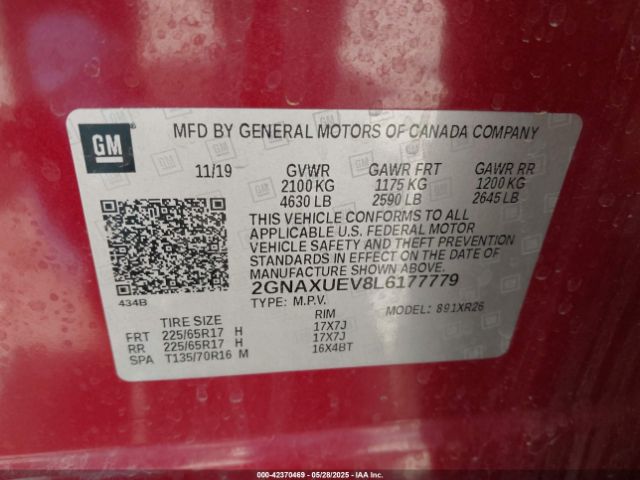 GM
MFD BY GENERAL MOTORS OF CANADA COMPANY
11/19 GVWR GAWR FRT GAWR RR
2100 KG 1175 KG 1200 KG
4630 LB 2590 LB 2645 LB
THIS VEHICLE CONFORMS TO ALL
APPLICABLE U.S. FEDERAL MOTOR
VEHICLE SAFETY AND THEFT PREVENTION
STANDARDS IN EFFECT ON THE DATE OF
MANUFACTURE SHOWN ABOVE.
434B
2GNAXUEV8L6177779
TYPE: M.P.V. MODEL: 891XR26
TIRE SIZE RIM
FRT 225/65R17 H 17X7J
RR 225/65R17 H 17X7J
SPA T135/70R16 M 16X4BT
000-42370469 - 05/28/2025 - IAA Inc.